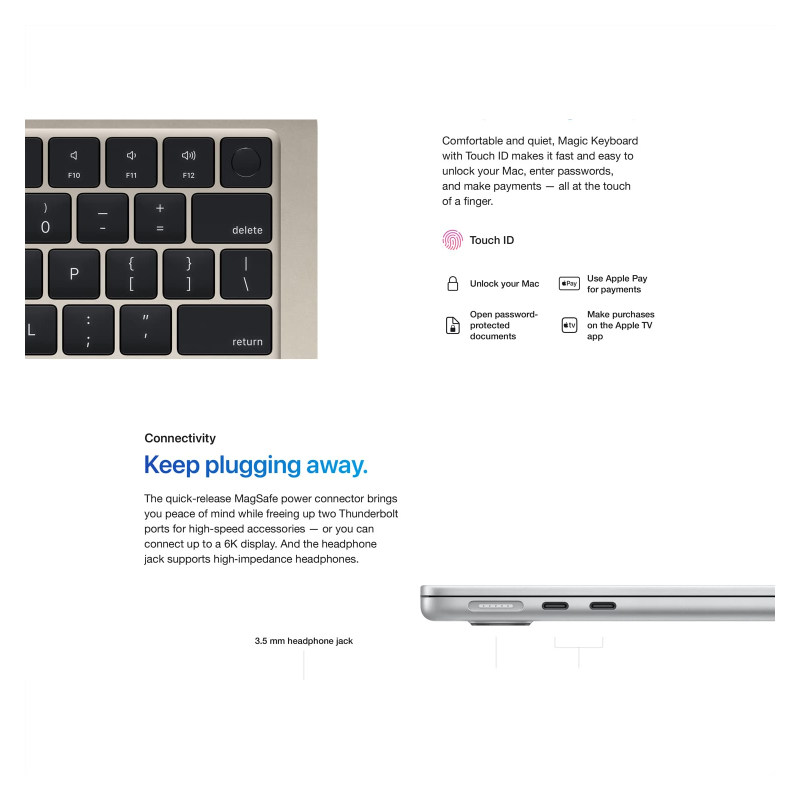 Comfortable and quiet, Magic Keyboard
with Touch ID makes it fast and easy to
unlock your Mac, enter passwords,
and make payments — all at the touch
of a finger.
Touch ID
Unlock your Mac
Pay
Use Apple Pay
for payments
Open password-
protected
documents
tv
Make purchases
on the Apple TV
app
F10
F11
F12
)
0
—
-
+
=
delete
P
{
[
}
]
|
\
L
:
;
"
'
return
Connectivity
Keep plugging away.
The quick-release MagSafe power connector brings
you peace of mind while freeing up two Thunderbolt
ports for high-speed accessories — or you can
connect up to a 6K display. And the headphone
jack supports high-impedance headphones.
3.5 mm headphone jack